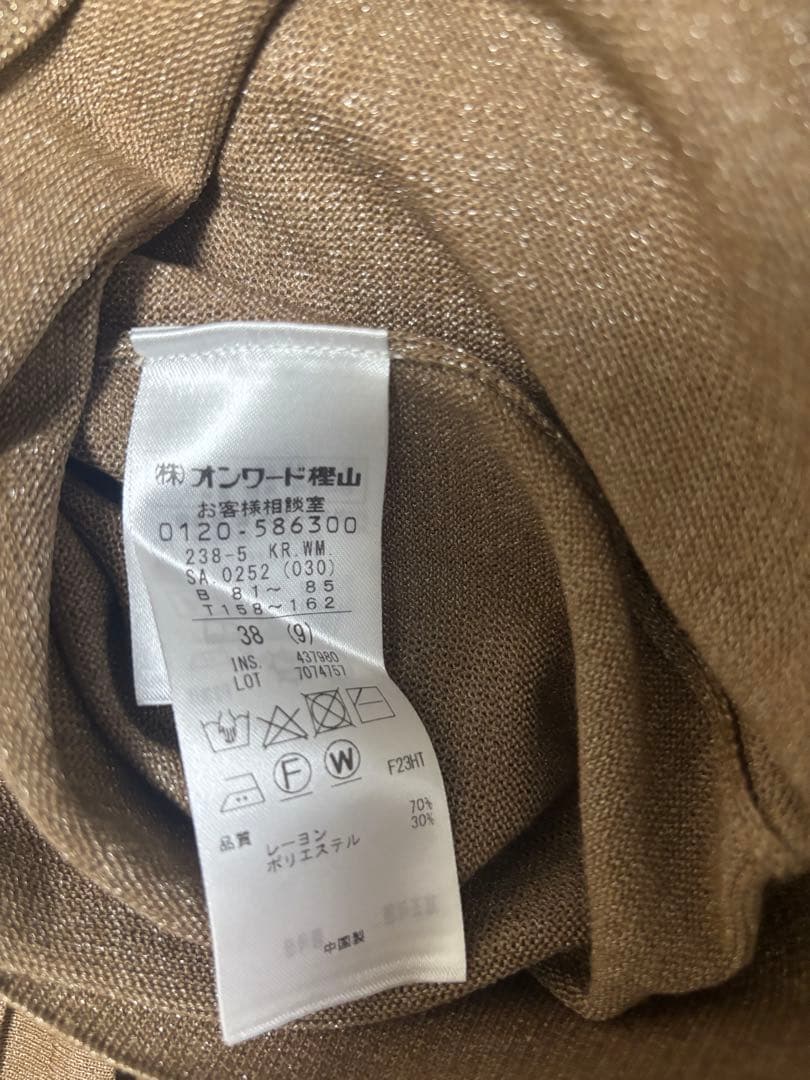 (株)オンワード樫山
お客様相談室
0120-586300
238-5 KR.WM.
SA.0252 (030)
B 81～ 85
T158～162
38 (9)
INS. 437980
LOT 7074757
F W F23HT
品質 レーヨン 70%
ポリエステル 30%
中国製